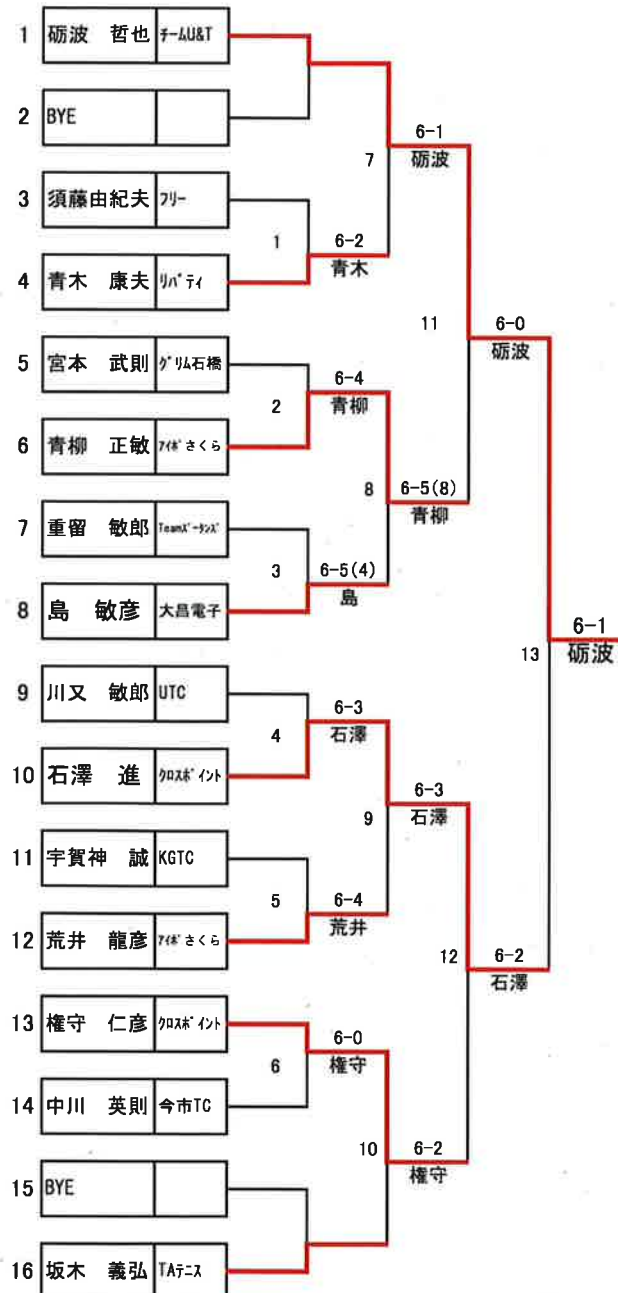 1 砺波 哲也 チームU&T
2 BYE
3 須藤由紀夫 フリー
4 青木 康夫 リバティ
5 宮本 武則 グリム石橋
6 青柳 正敏 アイポさくら
7 重留 敏郎 Teamズーダンズ
8 島 敏彦 大昌電子
9 川又 敏郎 UTC
10 石澤 進 クロスポイント
11 宇賀神 誠 KGTC
12 荒井 龍彦 アイポさくら
13 権守 仁彦 クロスポイント
14 中川 英則 今市TC
15 BYE
16 坂木 義弘 TAテニス
1
6-2
青木
2
6-4
青柳
3
6-5(4)
島
4
6-3
石澤
5
6-4
荒井
6
6-0
権守
7
6-1
砺波
8
6-5(8)
青柳
9
6-3
石澤
10
6-2
権守
11
6-0
砺波
12
6-2
石澤
13
6-1
砺波